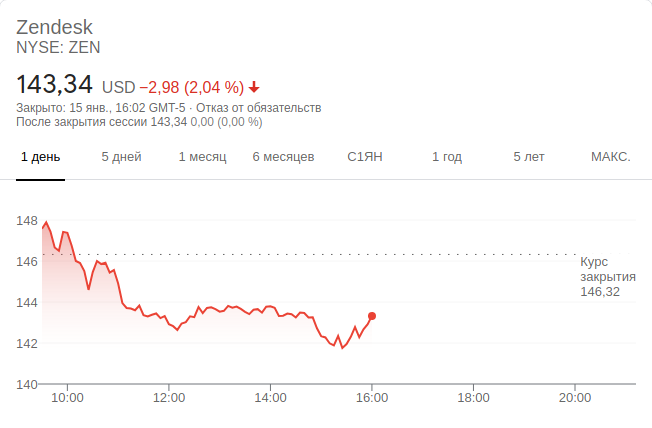 Zendesk
NYSE: ZEN
143,34 USD −2,98 (2,04 %)
Закрыто: 15 янв., 16:02 GMT-5 · Отказ от обязательств
После закрытия сессии 143,34 0,00 (0,00 %)
1 день 5 дней 1 месяц 6 месяцев С1ЯН 1 год 5 лет МАКС.
148
146
144
142
140
Курс
закрытия
146,32
10:00 12:00 14:00 16:00 18:00 20:00